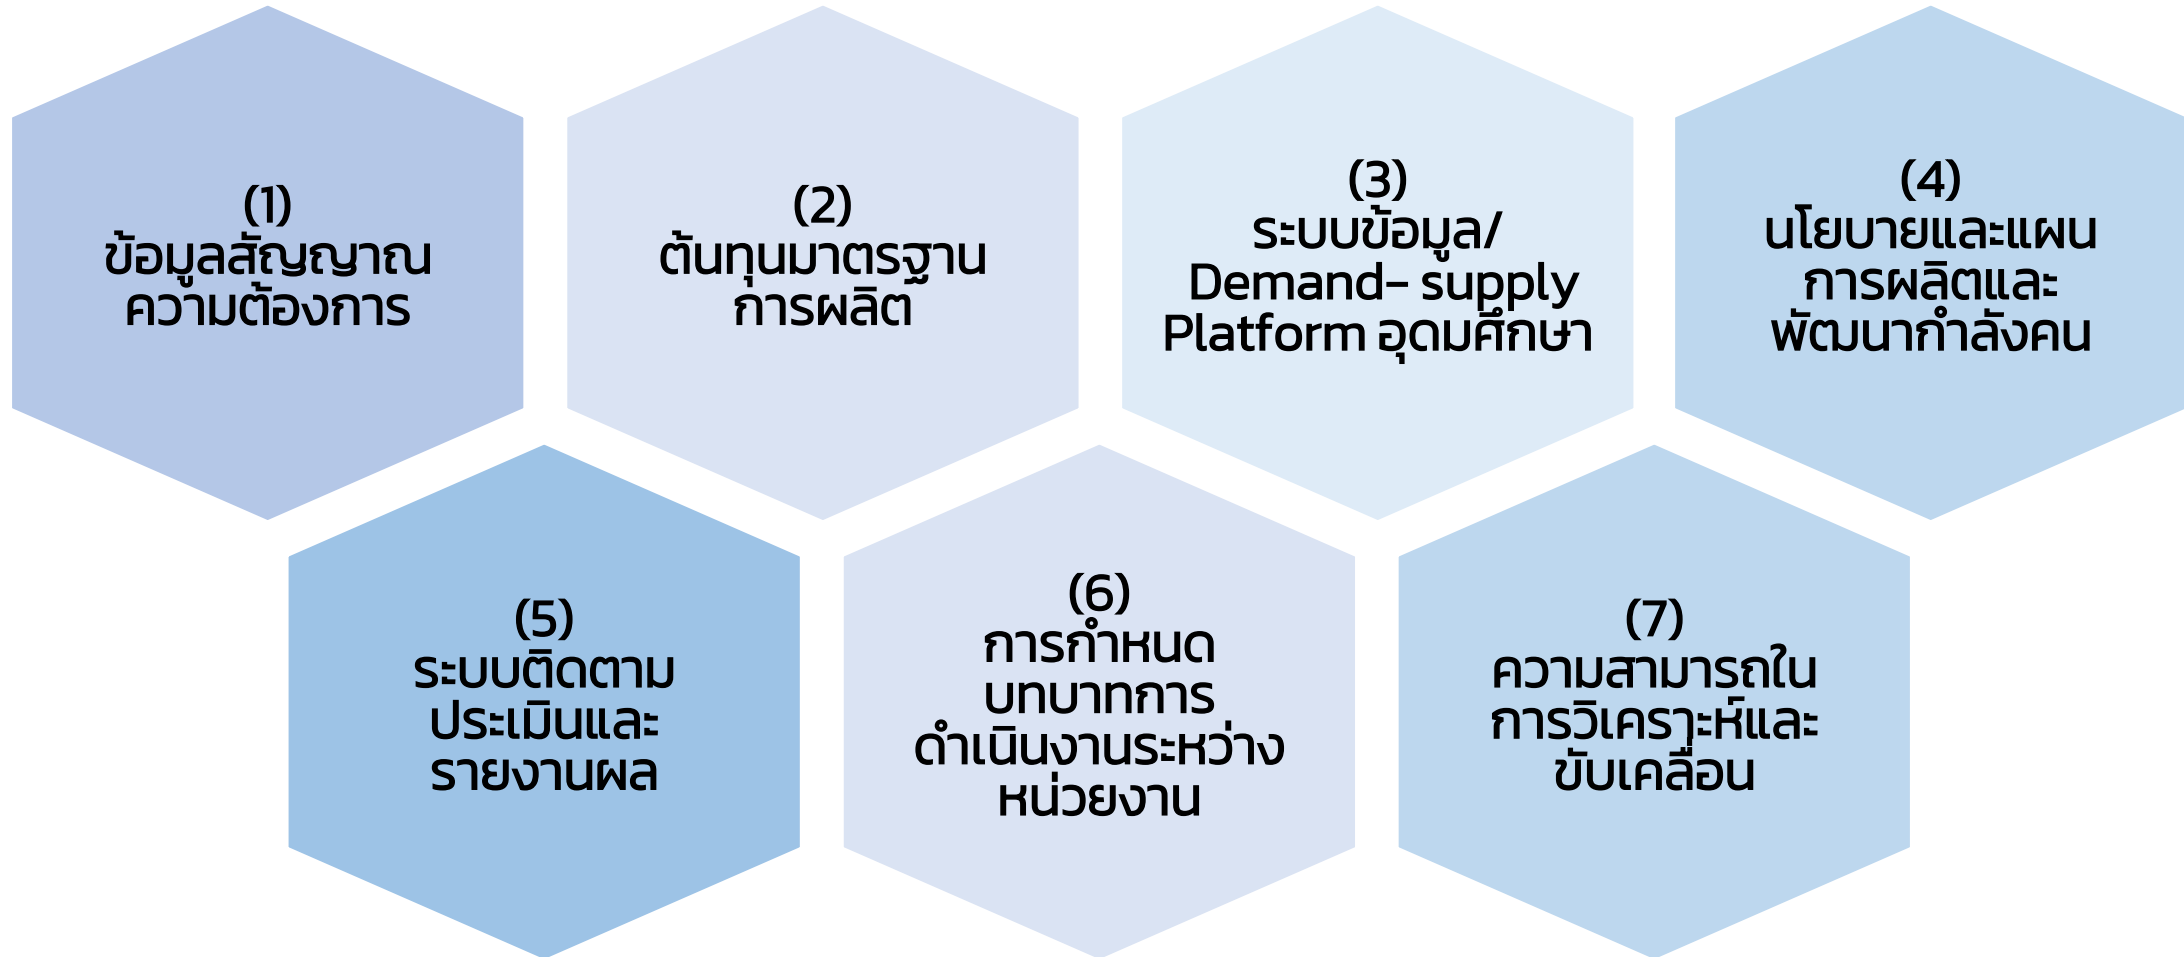 (1)
ข้อมูลสัญญาณ
ความต้องการ
(2)
ต้นทุนมาตรฐาน
การผลิต
(3)
ระบบข้อมูล/
Demand– supply
Platform อุดมศึกษา
(4)
นโยบายและแผน
การผลิตและ
พัฒนากำลังคน
(5)
ระบบติดตาม
ประเมินและ
รายงานผล
(6)
การกำหนด
บทบาทการ
ดำเนินงานระหว่าง
หน่วยงาน
(7)
ความสามารถใน
การวิเคราะห์และ
ขับเคลื่อน